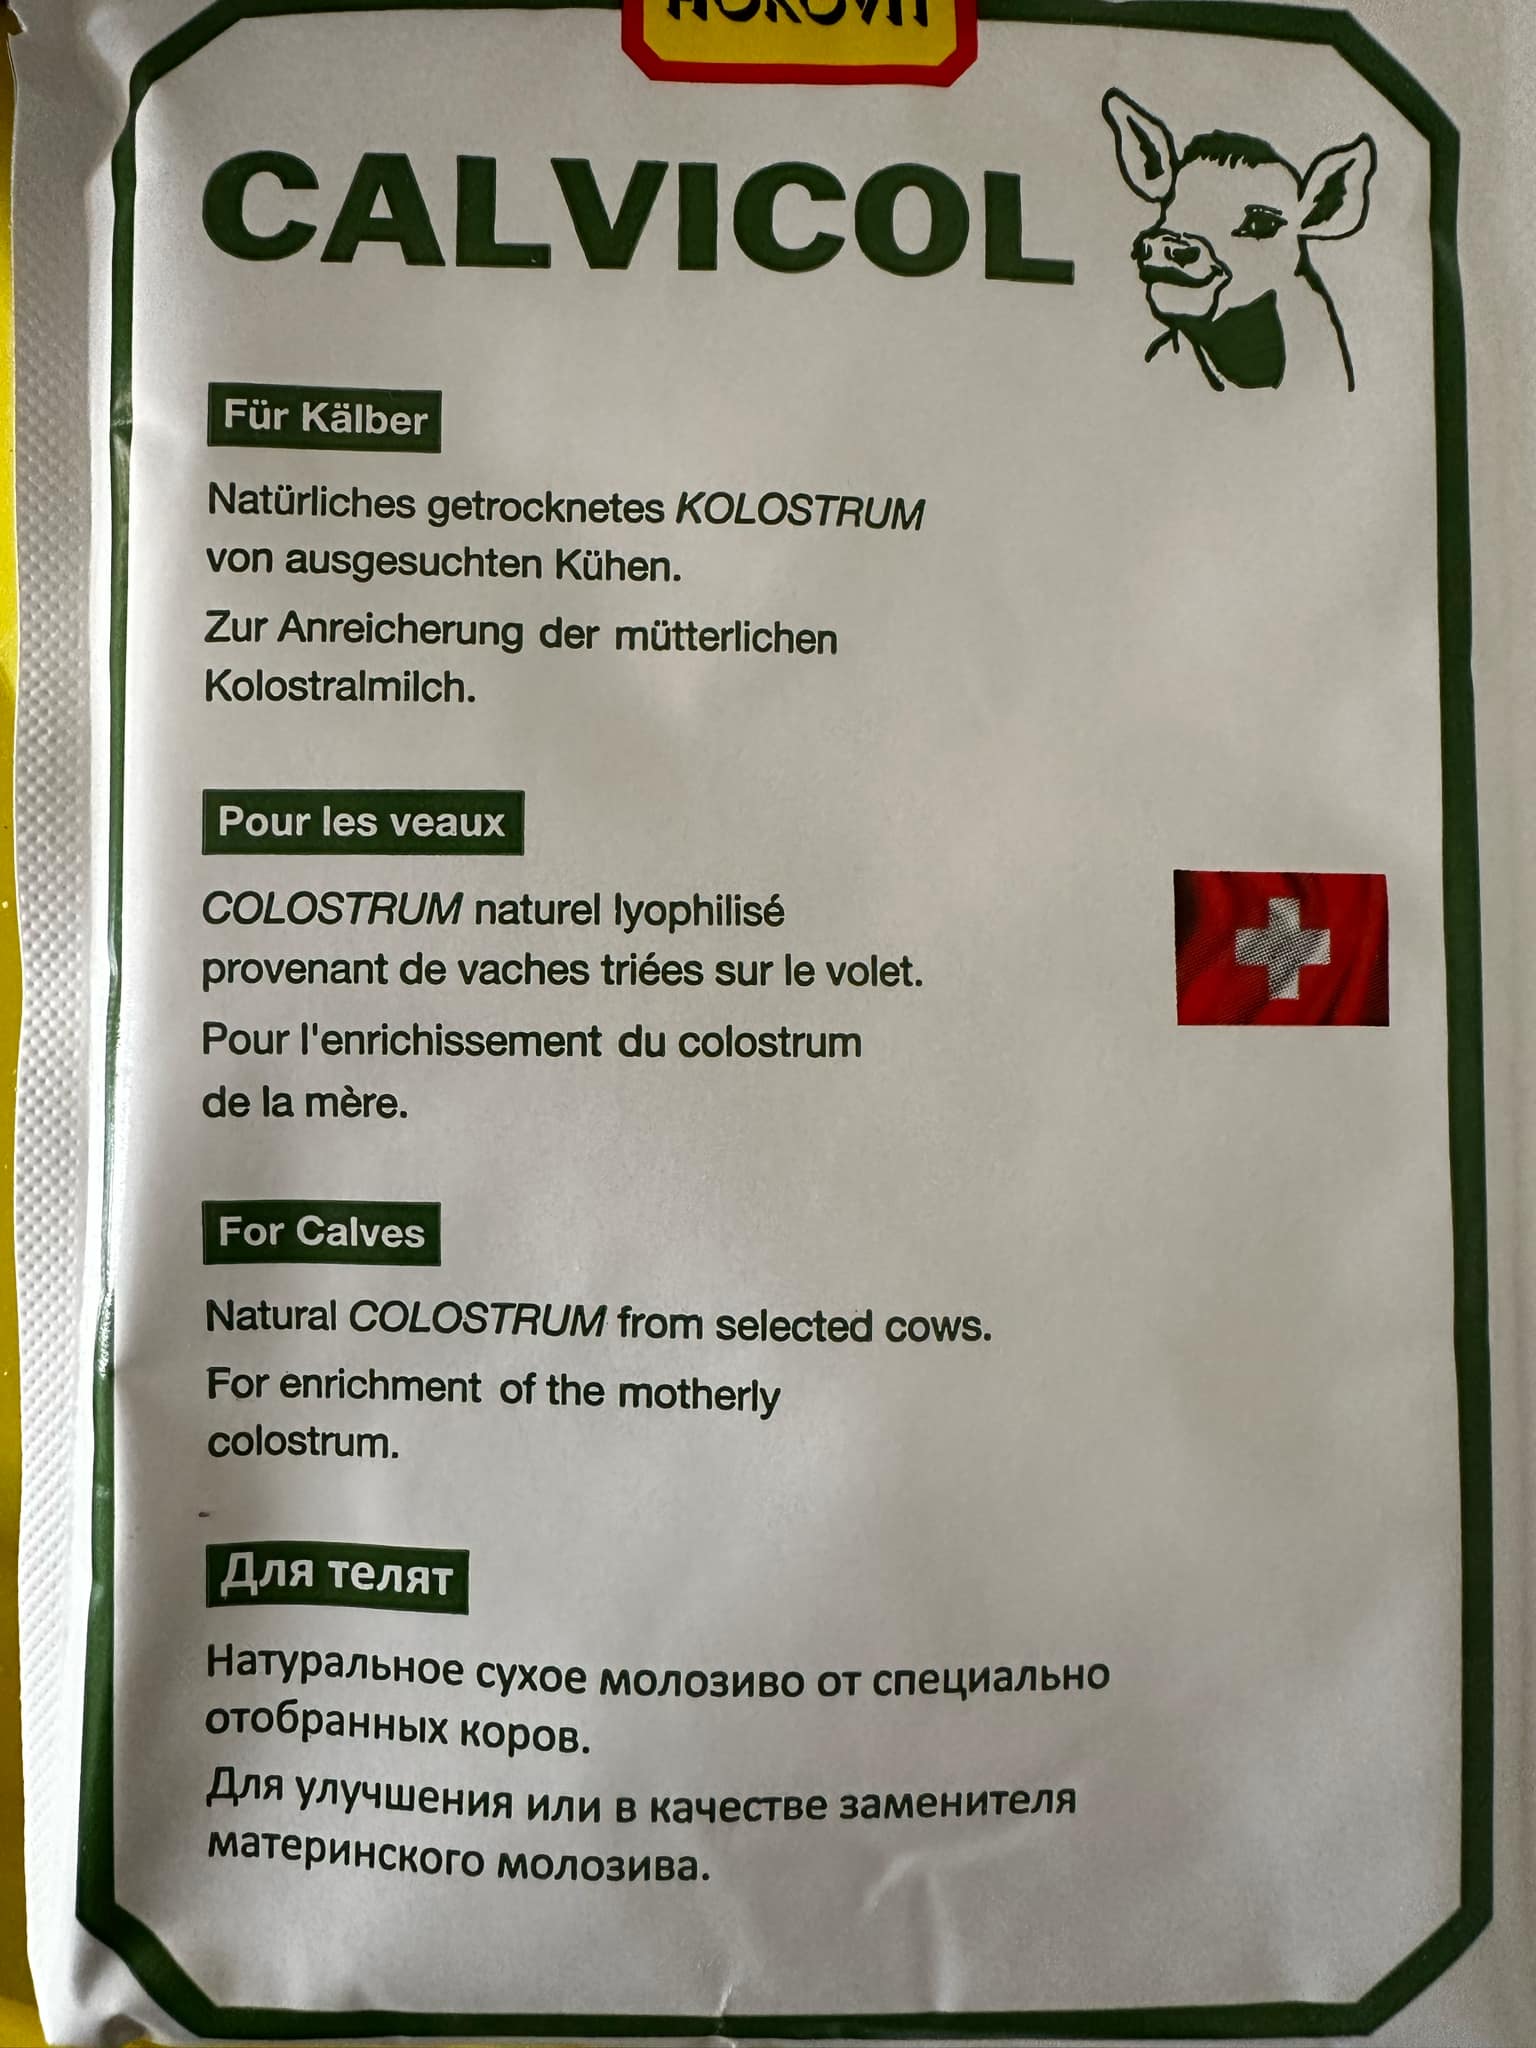 HOKOVIT
CALVICOL
Für Kälber
Natürliches getrocknetes KOLOSTRUM
von ausgesuchten Kühen.
Zur Anreicherung der mütterlichen
Kolostralmilch.
Pour les veaux
COLOSTRUM naturel lyophilisé
provenant de vaches triées sur le volet.
Pour l'enrichissement du colostrum
de la mère.
For Calves
Natural COLOSTRUM from selected cows.
For enrichment of the motherly
colostrum.
Для телят
Натуральное сухое молозиво от специально
отобранных коров.
Для улучшения или в качестве заменителя
материнского молозива.